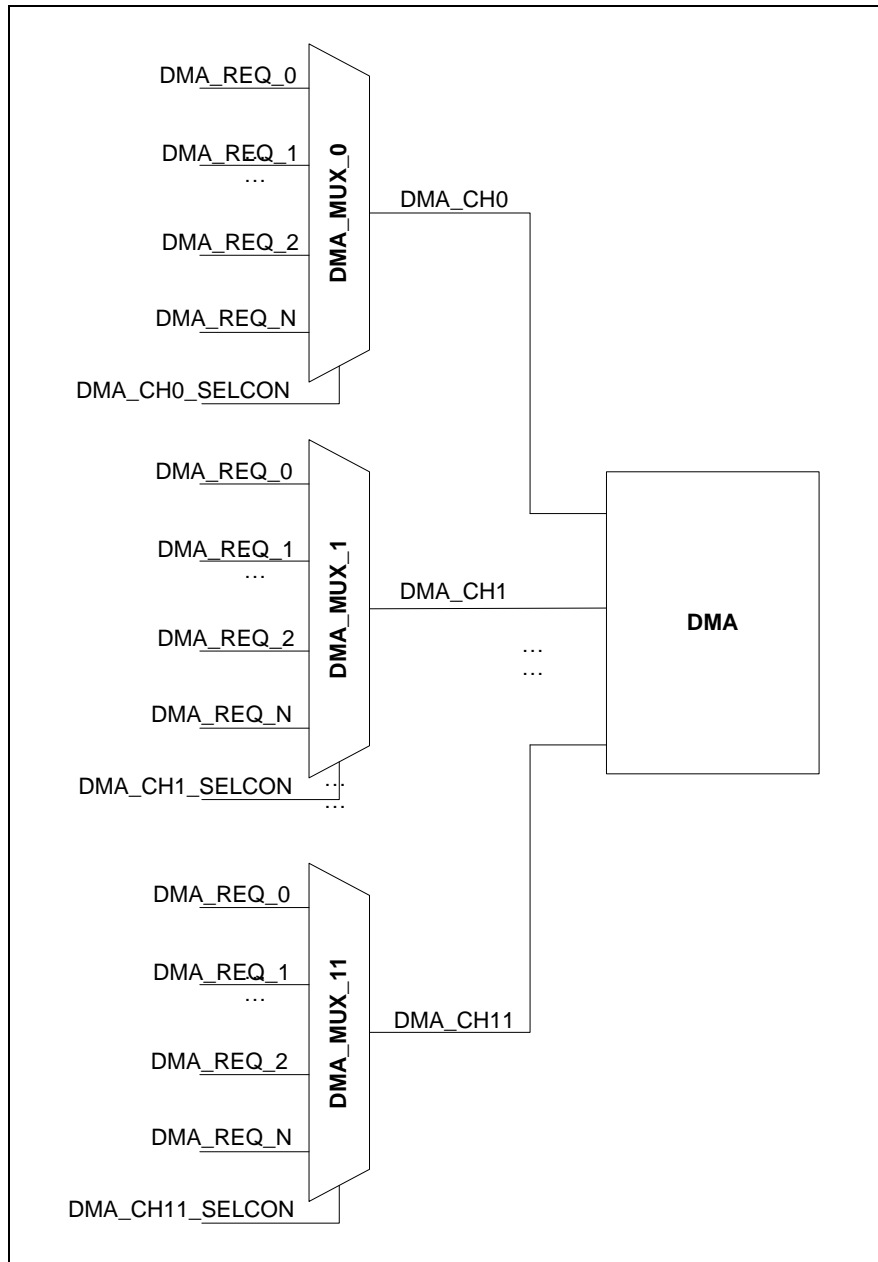 DMA_REQ_0
DMA_REQ_1
...
...
DMA_REQ_2
DMA_REQ_N
DMA_CH0_SELCON
DMA_MUX_0
DMA_CH0
DMA_REQ_0
DMA_REQ_1
...
...
DMA_REQ_2
DMA_REQ_N
DMA_CH1_SELCON
...
...
DMA_MUX_1
DMA_CH1
...
...
DMA
DMA_REQ_0
DMA_REQ_1
...
...
DMA_REQ_2
DMA_REQ_N
DMA_CH11_SELCON
DMA_MUX_11
DMA_CH11